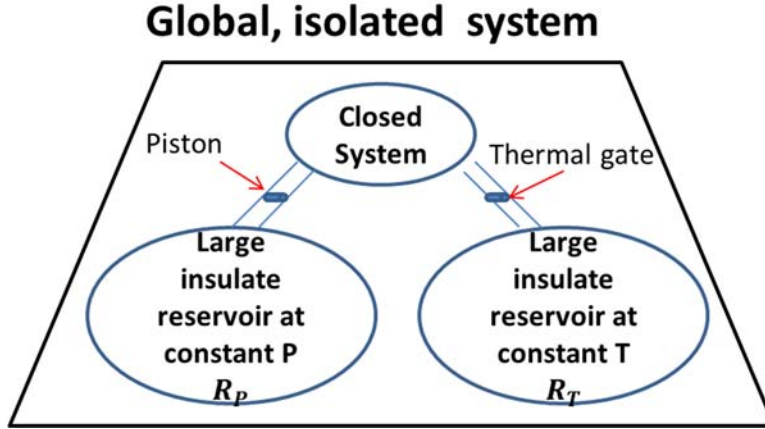 Global, isolated system
Closed
System
Piston
Thermal gate
Large
insulate
reservoir at
constant P
R_P
Large
insulate
reservoir at
constant T
R_T